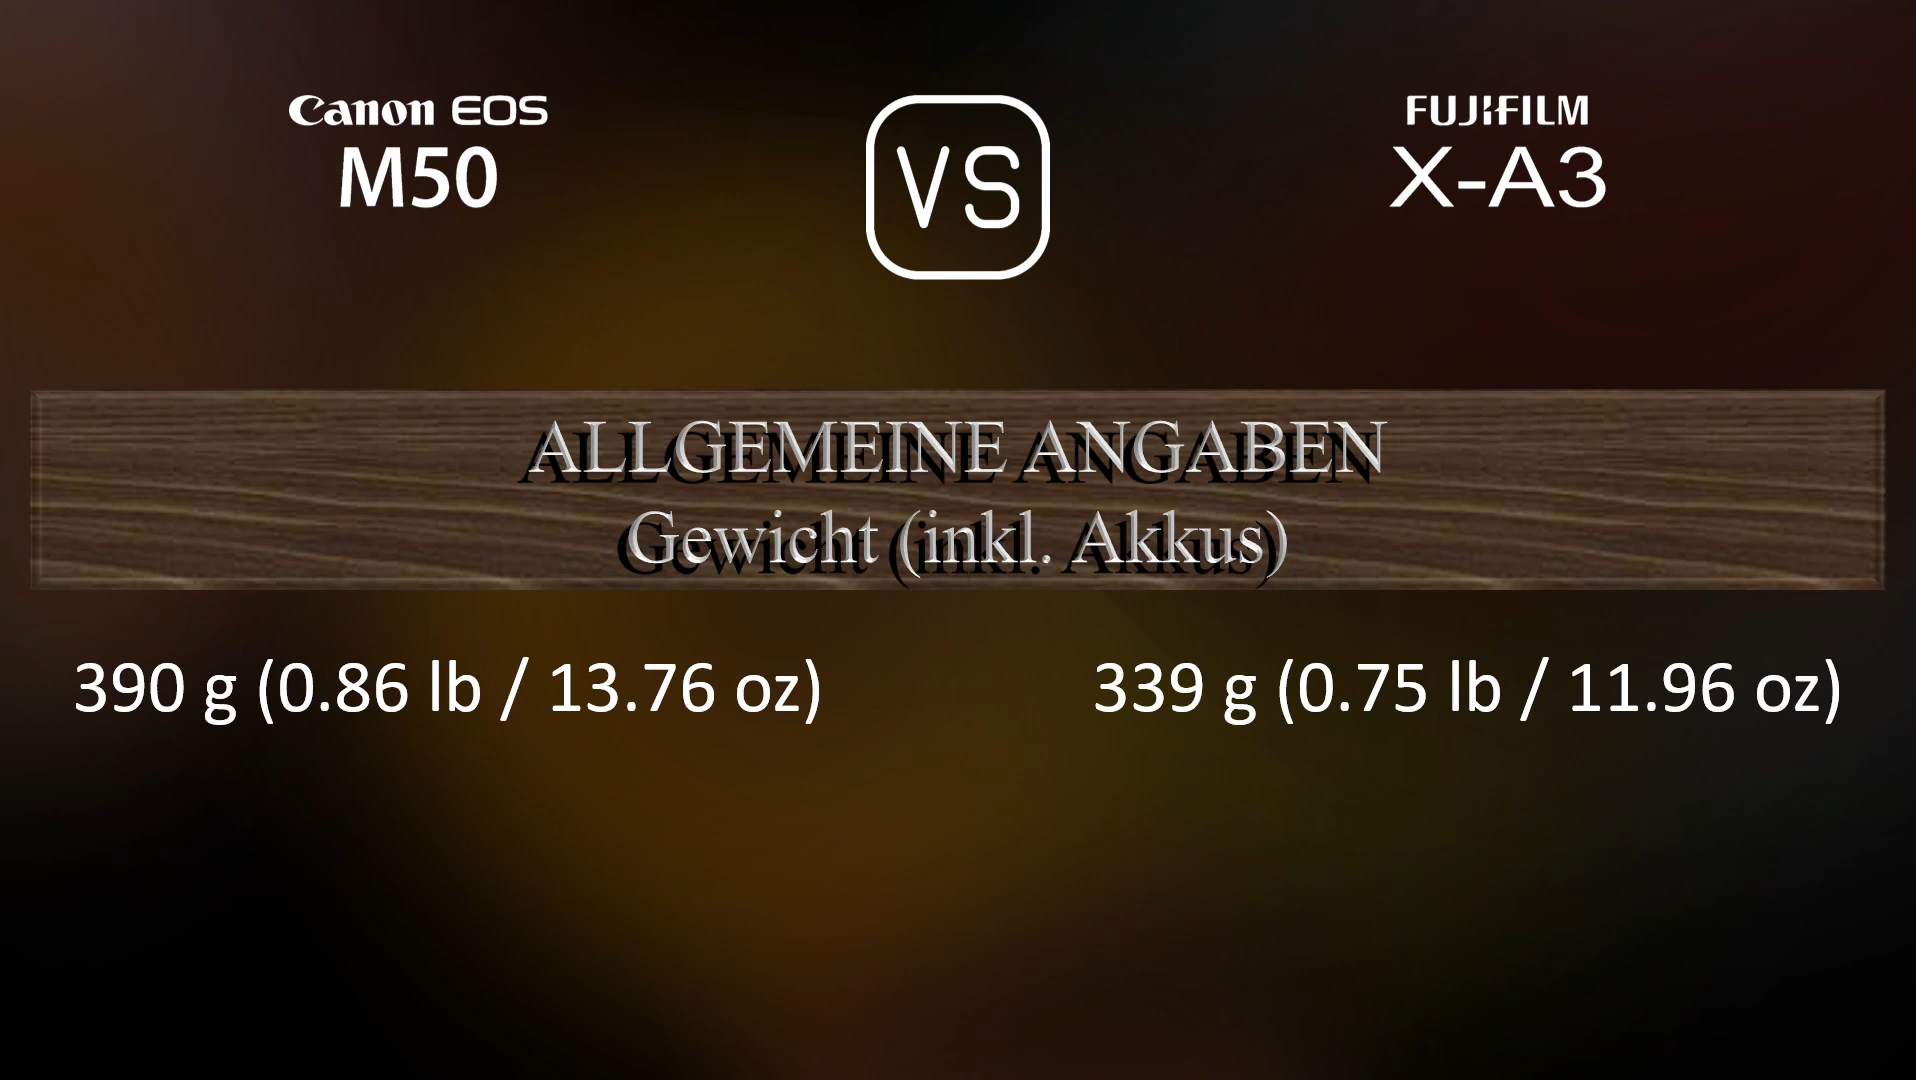 Canon EOS
M50
VS
FUJIFILM
X-A3
ALLGEMEINE ANGABEN
Gewicht (inkl. Akkus)
390 g (0.86 lb / 13.76 oz)
339 g (0.75 lb / 11.96 oz)